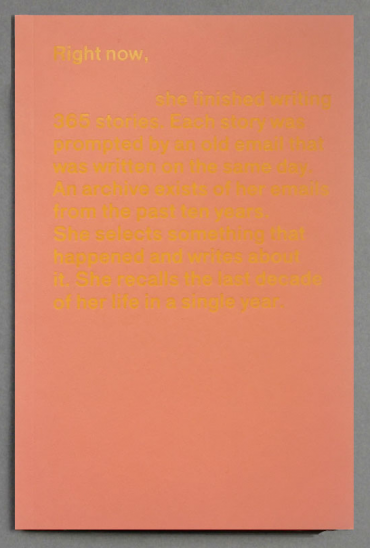 Right now,
she finished writing
365 stories. Each story was
prompted by an old email that
was written on the same day.
An archive exists of her emails
from the past ten years.
She selects something that
happened and writes about
it. She recalls the last decade
of her life in a single year.